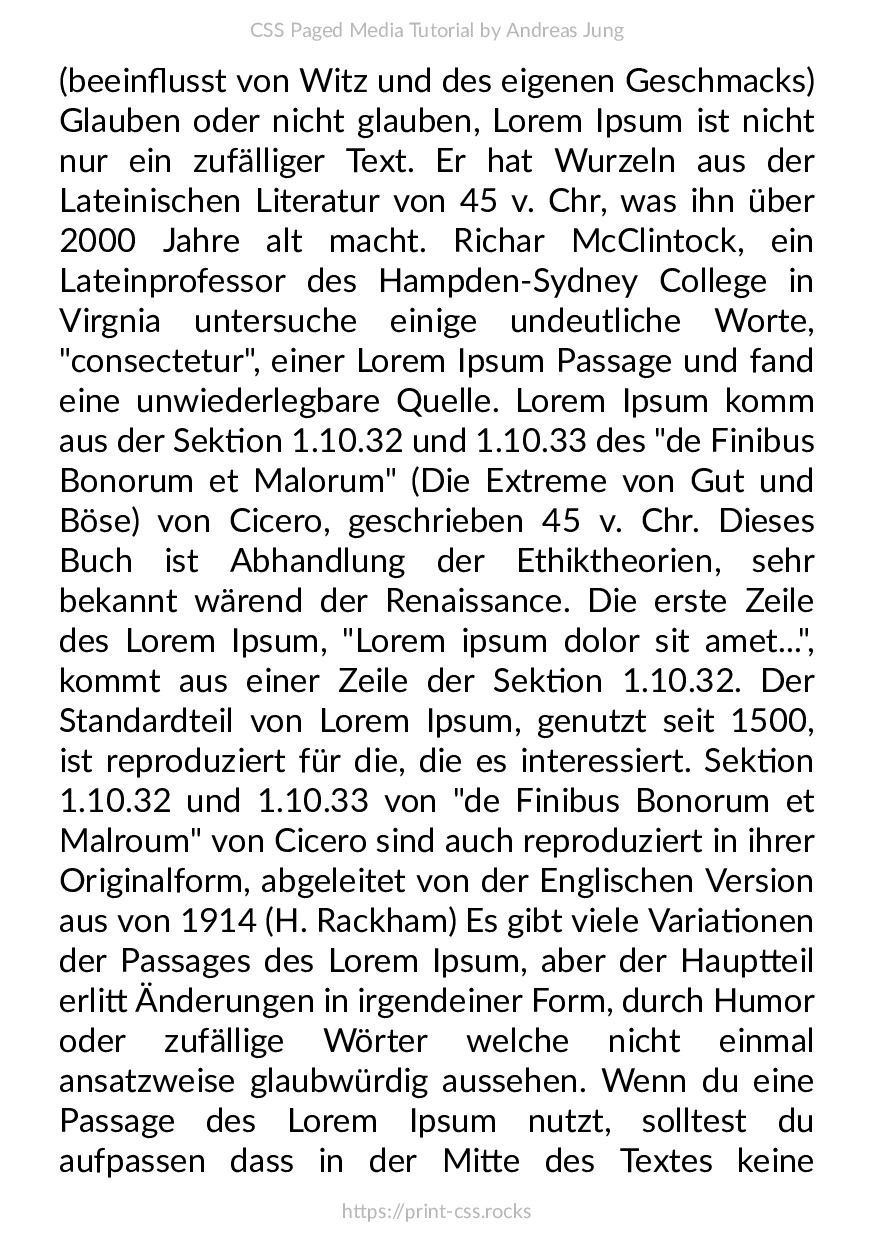 CSS Paged Media Tutorial by Andreas Jung
(beeinflusst von Witz und des eigenen Geschmacks)
Glauben oder nicht glauben, Lorem Ipsum ist nicht
nur ein zufälliger Text. Er hat Wurzeln aus der
Lateinischen Literatur von 45 v. Chr, was ihn über
2000 Jahre alt macht. Richar McClintock, ein
Lateinprofessor des Hampden-Sydney College in
Virgnia untersuche einige undeutliche Worte,
"consectetur", einer Lorem Ipsum Passage und fand
eine unwiederlegbare Quelle. Lorem Ipsum komm
aus der Sektion 1.10.32 und 1.10.33 des "de Finibus
Bonorum et Malorum" (Die Extreme von Gut und
Böse) von Cicero, geschrieben 45 v. Chr. Dieses
Buch ist Abhandlung der Ethiktheorien, sehr
bekannt wärend der Renaissance. Die erste Zeile
des Lorem Ipsum, "Lorem ipsum dolor sit amet...",
kommt aus einer Zeile der Sektion 1.10.32. Der
Standardteil von Lorem Ipsum, genutzt seit 1500,
ist reproduziert für die, die es interessiert. Sektion
1.10.32 und 1.10.33 von "de Finibus Bonorum et
Malroum" von Cicero sind auch reproduziert in ihrer
Originalform, abgeleitet von der Englischen Version
aus von 1914 (H. Rackham) Es gibt viele Variationen
der Passages des Lorem Ipsum, aber der Hauptteil
erlitt Änderungen in irgendeiner Form, durch Humor
oder zufällige Wörter welche nicht einmal
ansatzweise glaubwürdig aussehen. Wenn du eine
Passage des Lorem Ipsum nutzt, solltest du
aufpassen dass in der Mitte des Textes keine
https://print-css.rocks